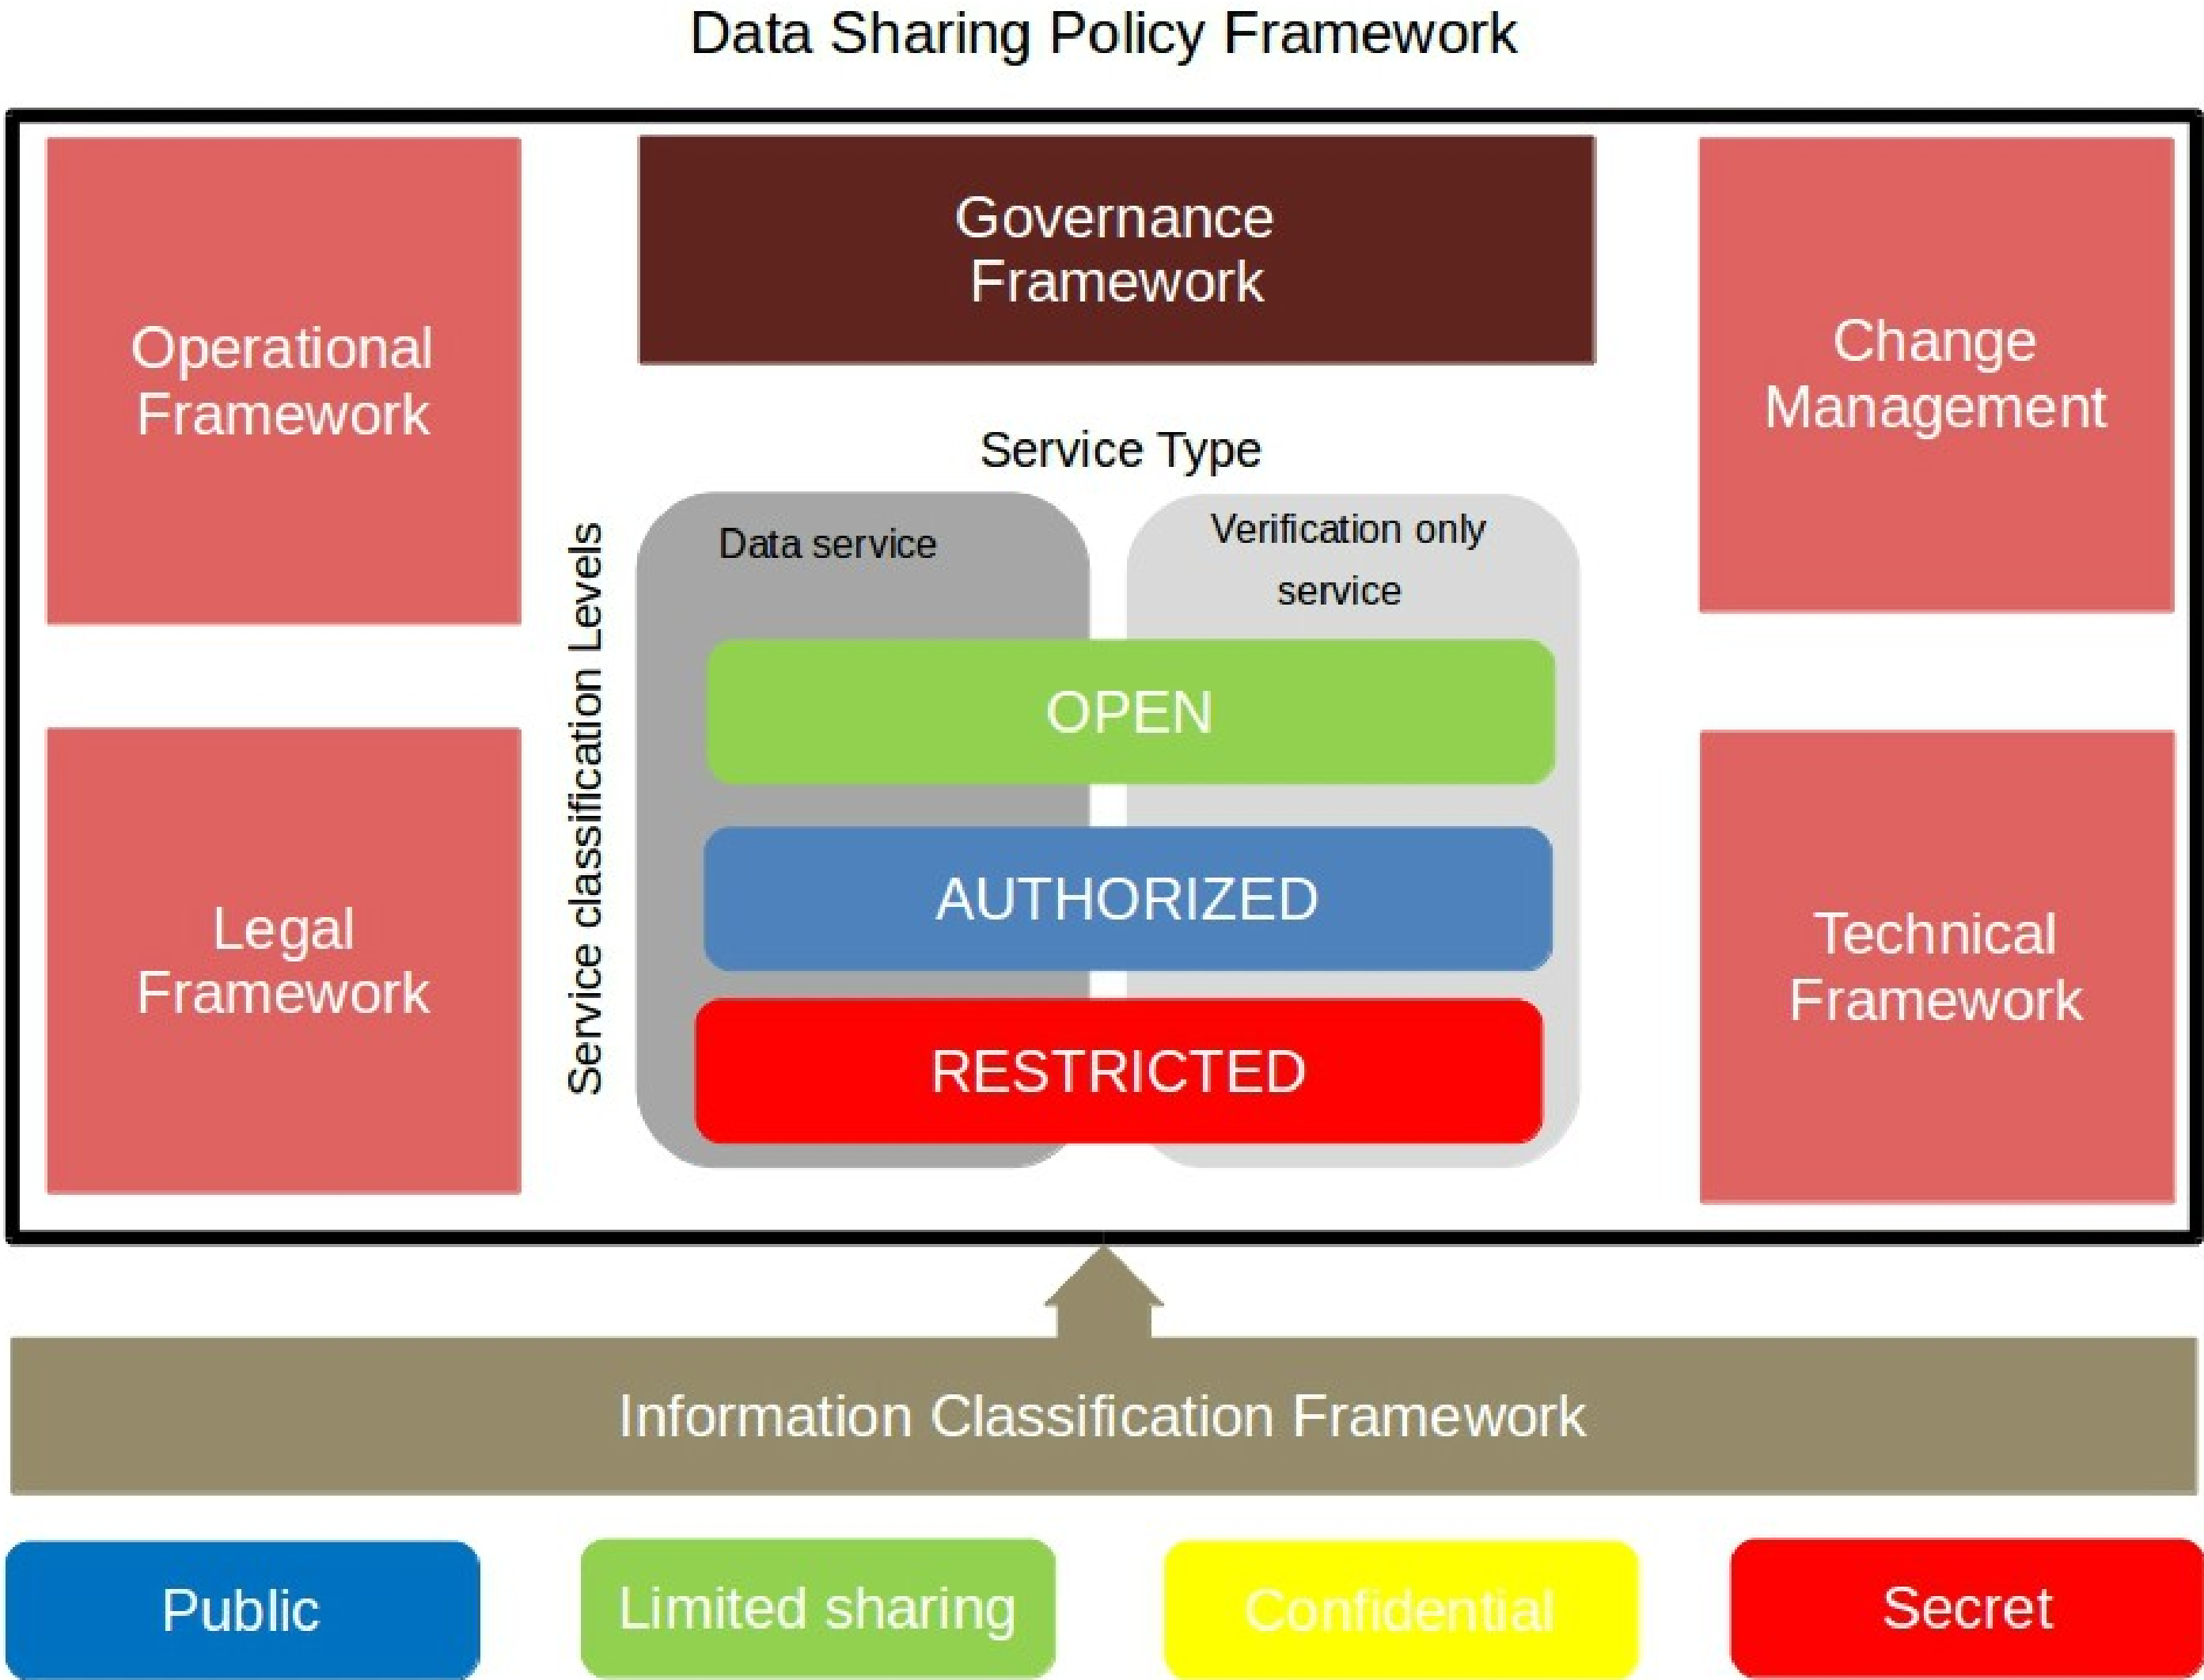 Data Sharing Policy Framework
Operational
Framework
Governance
Framework
Change
Management
Service Type
Service classification Levels
Data service
Verification only
service
OPEN
AUTHORIZED
RESTRICTED
Legal
Framework
Technical
Framework
Information Classification Framework
Public
Limited sharing
Confidential
Secret